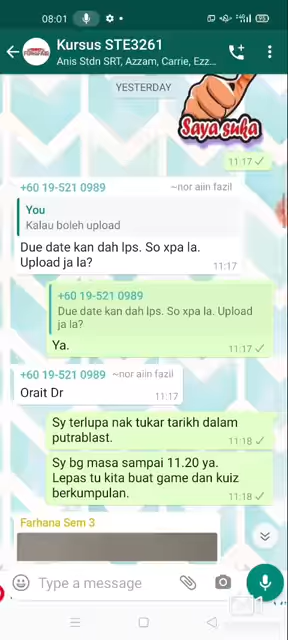 08:01
Kursus STE3261
Anis Stdn SRT, Azzam, Carrie, Ezz...
YESTERDAY
Saya suka
11:17
+60 19-521 0989 ~nor aiin fazil
You
Kalau boleh upload
Due date kan dah lps. So xpa la.
Upload ja la?
11:17
+60 19-521 0989
Due date kan dah lps. So xpa la. Upload
ja la?
Ya.
11:17
+60 19-521 0989 ~nor aiin fazil
Orait Dr
11:17
Sy terlupa nak tukar tarikh dalam
putrablast.
11:18
Sy bg masa sampai 11.20 ya.
Lepas tu kita buat game dan kuiz
berkumpulan.
11:18
Farhana Sem 3
Type a message